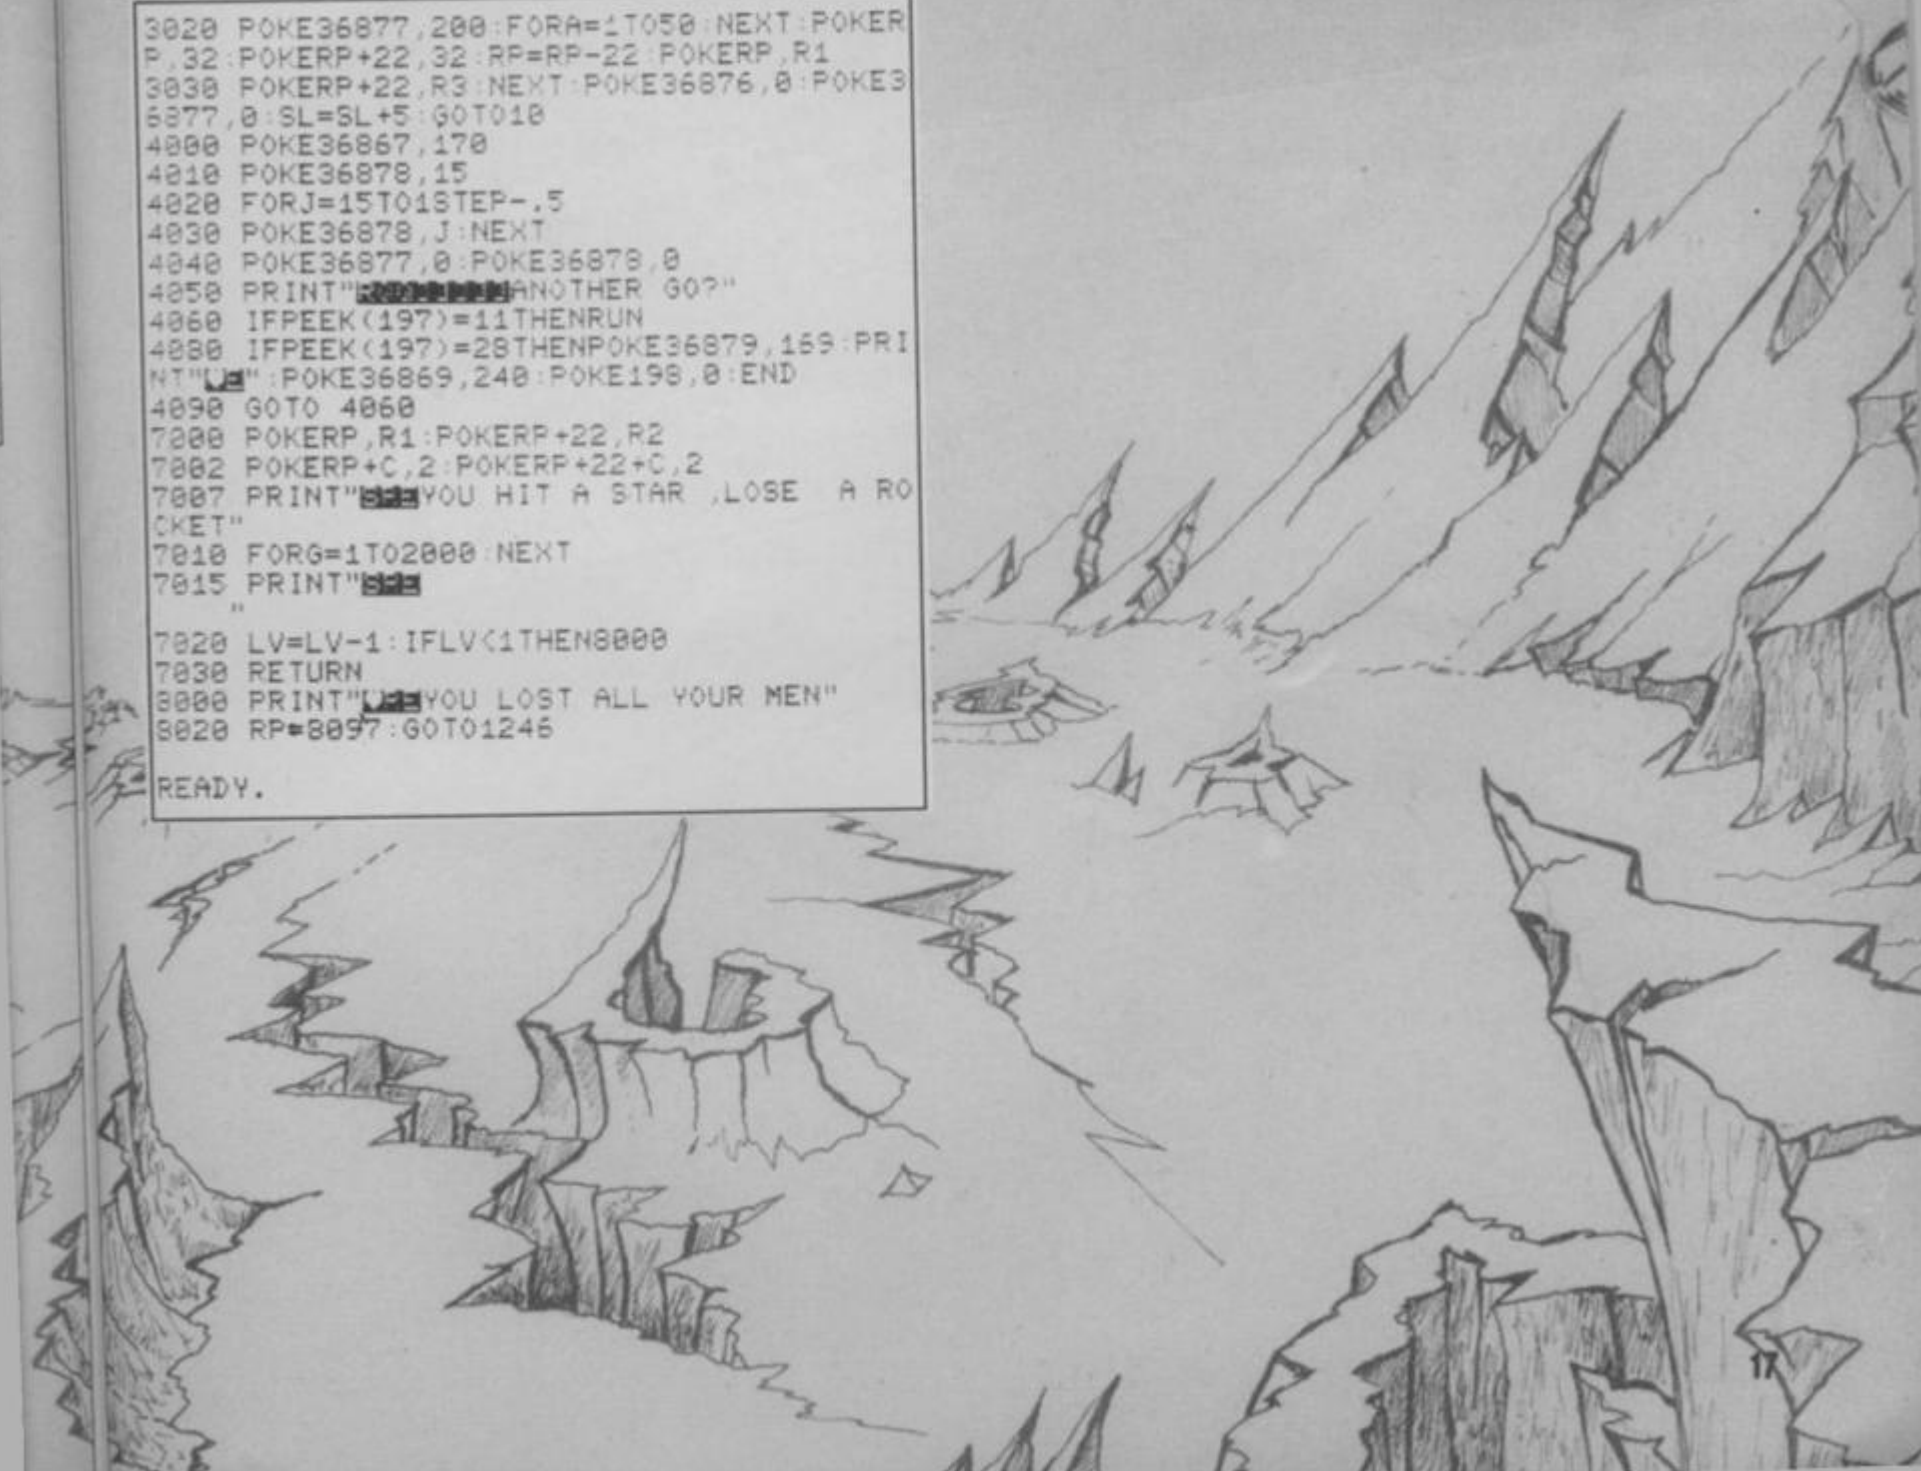 3020 POKE36877,200:FORA=1TO50:NEXT:POKER
P,32:POKERP+22,32:RP=RP-22:POKERP,R1
3030 POKERP+22,R3:NEXT:POKE36876,0:POKE3
6877,0:SL=SL+5:GOTO10
4000 POKE36867,170
4010 POKE36878,15
4020 FORJ=15TO1STEP-.5
4030 POKE36878,J:NEXT
4040 POKE36877,0:POKE36878,0
4050 PRINT"ANOTHER GO?"
4060 IFPEEK(197)=11THENRUN
4080 IFPEEK(197)=28THENPOKE36879,169:PRI
NT"":POKE36869,240:POKE198,0:END
4090 GOTO 4060
7000 POKERP,R1:POKERP+22,R2
7002 POKERP+C,2:POKERP+22+C,2
7007 PRINT"SFEYOU HIT A STAR ,LOSE  A RO
CKET"
7010 FORG=1TO2000:NEXT
7015 PRINT"SFE
"
7020 LV=LV-1:IFLV<1THEN8000
7030 RETURN
8000 PRINT"YOU LOST ALL YOUR MEN"
8020 RP=8097:GOTO1246
READY.
17